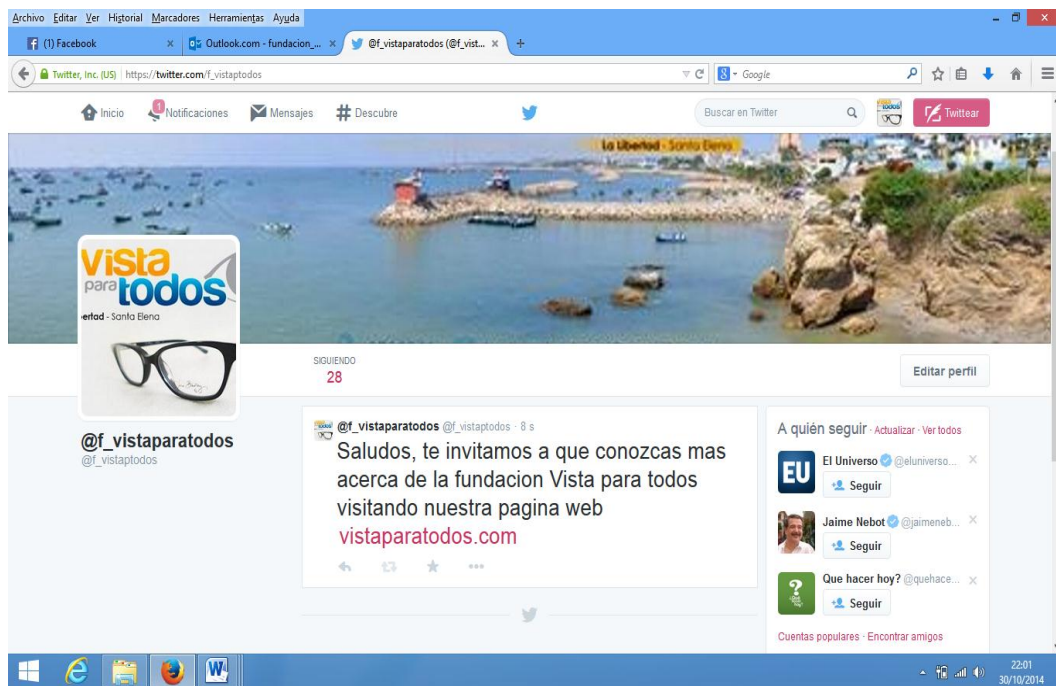 Archivo Editar Ver Historial Marcadores Herramientas Ayuda
(1) Facebook
Outlook.com - fundacion_...
@f_vistaparatodos (@f_vist...
Twitter, Inc. (US) https://twitter.com/f_vistaptodos
Google
Inicio
1
Notificaciones
Mensajes
Descubre
Buscar en Twitter
Twittear
La Libertad - Santa Elena
vista
para todos
ertad - Santa Elena
SIGUIENDO
28
Editar perfil
@f_vistaparatodos
@f_vistaptodos
@f_vistaparatodos @f_vistaptodos · 8 s
Saludos, te invitamos a que conozcas mas
acerca de la fundacion Vista para todos
visitando nuestra pagina web
vistaparatodos.com
A quién seguir · Actualizar · Ver todos
EU
El Universo @eluniverso...
Seguir
Jaime Nebot @jaimeneb...
Seguir
Que hacer hoy? @quehace...
Seguir
Cuentas populares · Encontrar amigos
22:01
30/10/2014